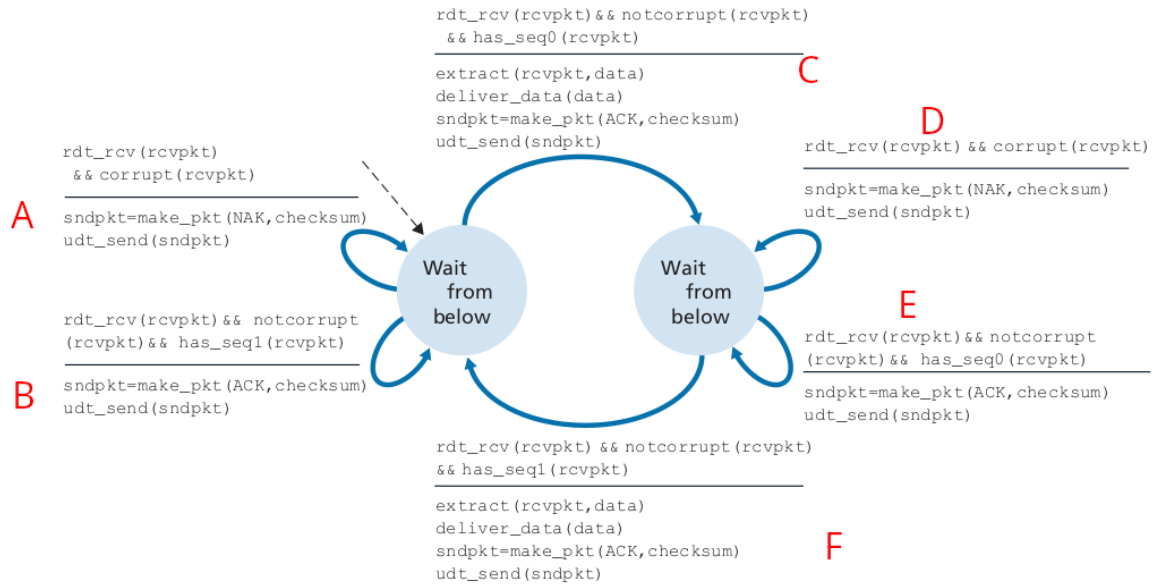 rdt_rcv(rcvpkt)&& notcorrupt(rcvpkt)
&& has_seq0(rcvpkt)
C
extract(rcvpkt,data)
deliver_data(data)
sndpkt=make_pkt(ACK,checksum)
udt_send(sndpkt)
rdt_rcv(rcvpkt)
&& corrupt(rcvpkt)
A
sndpkt=make_pkt(NAK,checksum)
udt_send(sndpkt)
D
rdt_rcv(rcvpkt) && corrupt(rcvpkt)
sndpkt=make_pkt(NAK,checksum)
udt_send(sndpkt)
Wait
from
below
Wait
from
below
rdt_rcv(rcvpkt)&& notcorrupt
(rcvpkt)&& has_seq1(rcvpkt)
B
sndpkt=make_pkt(ACK,checksum)
udt_send(sndpkt)
E
rdt_rcv(rcvpkt)&& notcorrupt
(rcvpkt)&& has_seq0(rcvpkt)
sndpkt=make_pkt(ACK,checksum)
udt_send(sndpkt)
rdt_rcv(rcvpkt) && notcorrupt(rcvpkt)
&& has_seq1(rcvpkt)
extract(rcvpkt,data)
deliver_data(data)
sndpkt=make_pkt(ACK,checksum)
udt_send(sndpkt)
F